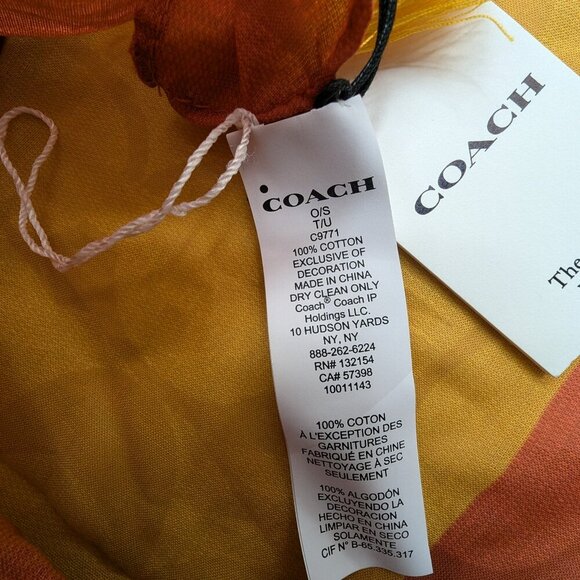 COACH
O/S
T/U
C9771
100% COTTON
EXCLUSIVE OF
DECORATION
MADE IN CHINA
DRY CLEAN ONLY
Coach® Coach IP
Holdings LLC.
10 HUDSON YARDS
NY, NY
888-262-6224
RN# 132154
CA# 57398
10011143
100% COTON
À L'EXCEPTION DES
GARNITURES
FABRIQUÉ EN CHINE
NETTOYAGE À SEC
SEULEMENT
100% ALGODÓN
EXCLUYENDO LA
DECORACIÓN
HECHO EN CHINA
LIMPIAR EN SECO
SOLAMENTE
CIF N° B-65.335.317
COACH
The